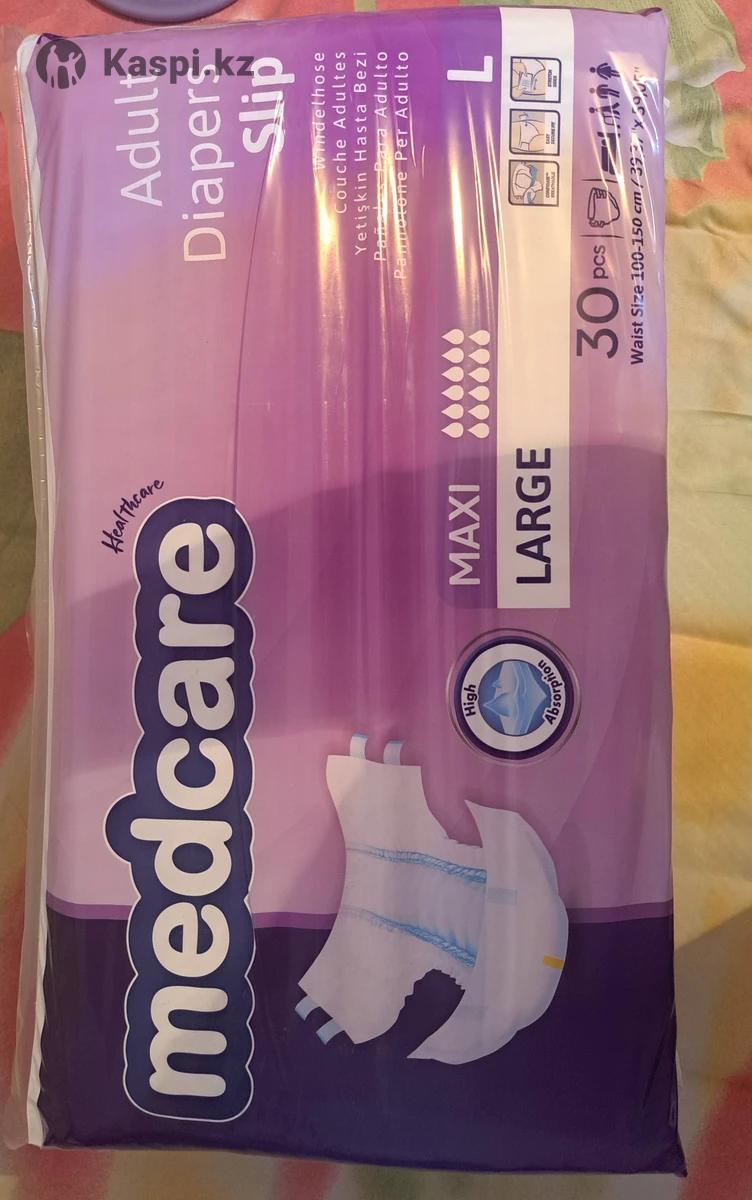 Kaspi.kz
Healthcare
medcare
Adult
Diapers
Slip
Windelhose
Couche Adultes
Yetişkin Hasta Bezi
Pañales Para Adulto
Pannolone Per Adulto
MAXI
L
LARGE
30 pcs
Waist Size 100-150 cm /
High
Absorption